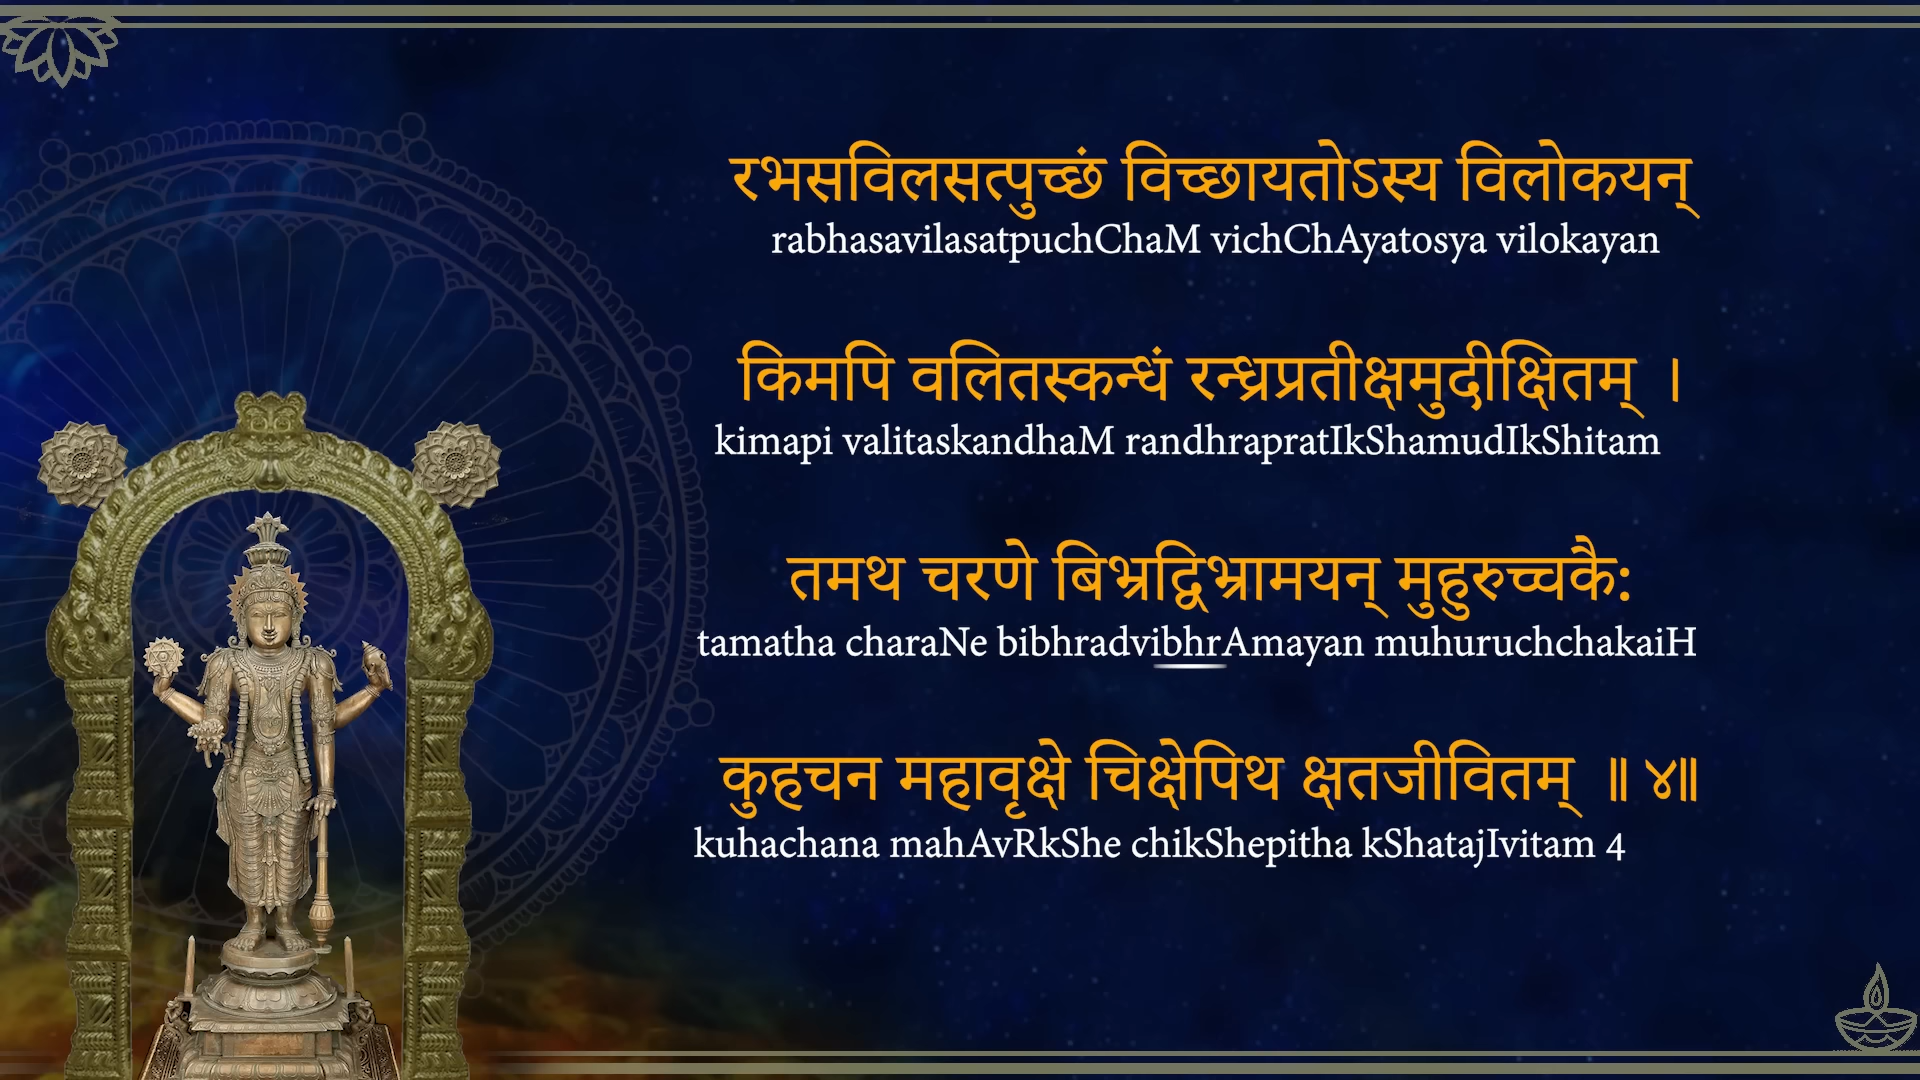 रभसविलसत्पुच्छं विच्छायतोऽस्य विलोकयन्
rabhasavilasatpuchChaM vichChAyatosya vilokayan
किमपि वलितस्कन्धं रन्ध्रप्रतीक्षमुदीक्षितम् ।
kimapi valitaskandhaM randhrapratIkShamudIkShitam
तमथ चरणे बिभ्रद्विभ्रामयन् मुहुरुच्चकै:
tamatha charaNe bibhradvibhrAmayan muhuruchchakaiH
कुहचन महावृक्षे चिक्षेपिथ क्षतजीवितम् ॥ ४॥
kuhachana mahAvRkShe chikShepitha kShatajIvitam 4